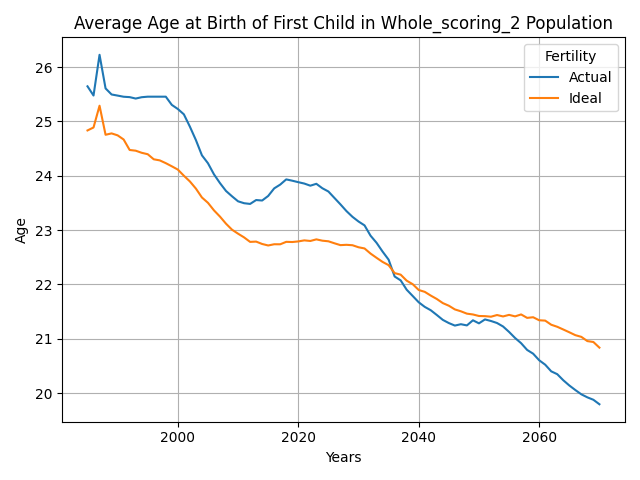 Average Age at Birth of First Child in Whole_scoring_2 Population
Fertility
Actual
Ideal
Age
26
25
24
23
22
21
20
2000
2020
2040
2060
Years